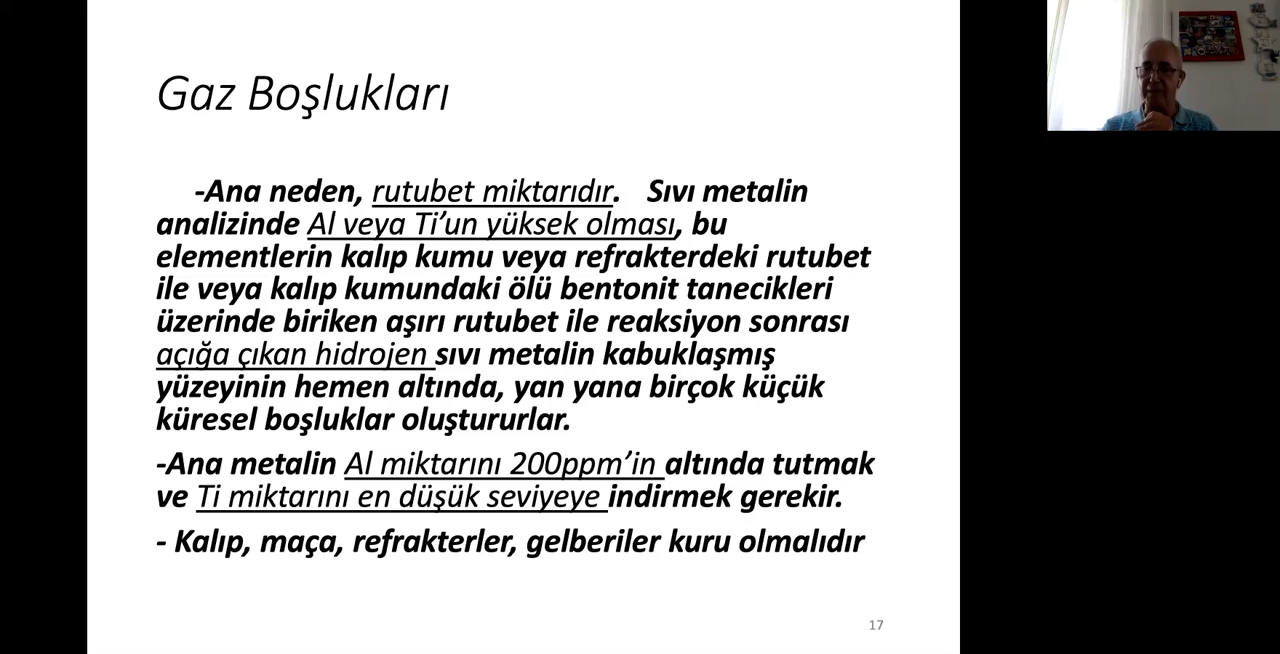 Gaz Boşlukları
-Ana neden, rutubet miktarıdır. Sıvı metalin
analizinde Al veya Ti’un yüksek olması, bu
elementlerin kalıp kumu veya refrakterdeki rutubet
ile veya kalıp kumundaki ölü bentonit tanecikleri
üzerinde biriken aşırı rutubet ile reaksiyon sonrası
açığa çıkan hidrojen sıvı metalin kabuklaşmış
yüzeyinin hemen altında, yan yana birçok küçük
küresel boşluklar oluştururlar.
-Ana metalin Al miktarını 200ppm’in altında tutmak
ve Ti miktarını en düşük seviyeye indirmek gerekir.
- Kalıp, maça, refrakterler, gelberiler kuru olmalıdır
17